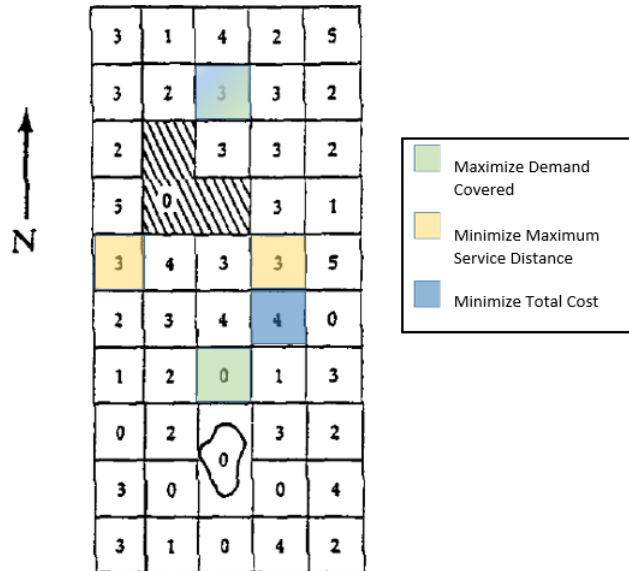 3 1 4 2 5
3 2 3 3 2
2 3 3 2
5 0 3 1
3 4 3 3 5
2 3 4 4 0
1 2 0 1 3
0 2 3 2
0
3 0 0 4
3 1 0 4 2
N
Maximize Demand
Covered
Minimize Maximum
Service Distance
Minimize Total Cost